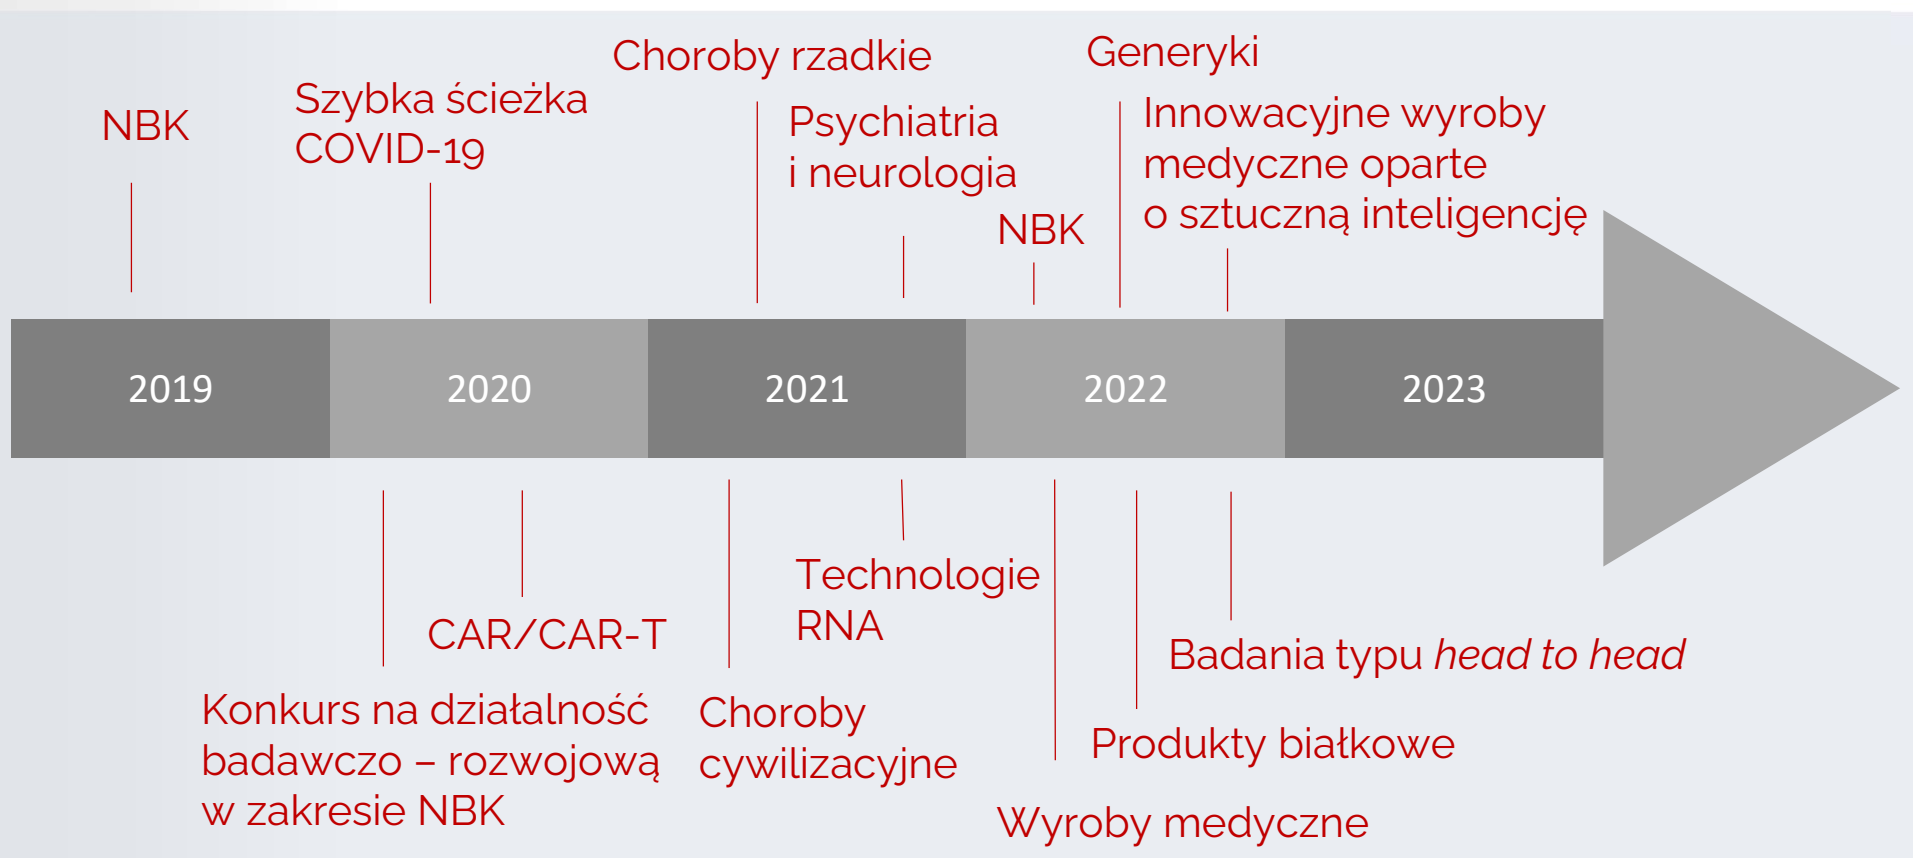 NBK
Szybka ścieżka
COVID-19
Choroby rzadkie
Psychiatria
i neurologia
NBK
Generyki
Innowacyjne wyroby
medyczne oparte
o sztuczną inteligencję
2019
2020
2021
2022
2023
Konkurs na działalność
badawczo – rozwojową
w zakresie NBK
CAR/CAR-T
Choroby
cywilizacyjne
Technologie
RNA
Wyroby medyczne
Produkty białkowe
Badania typu head to head